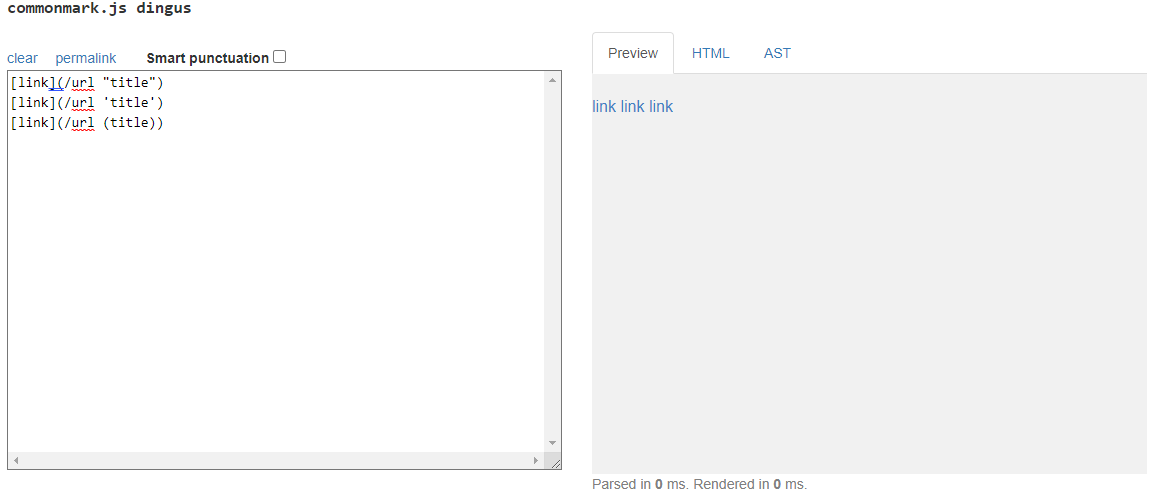 commonmark.js dingus
clear permalink Smart punctuation
Preview HTML AST
[link](/url "title")
[link](/url 'title')
[link](/url (title))
link link link
Parsed in 0 ms. Rendered in 0 ms.